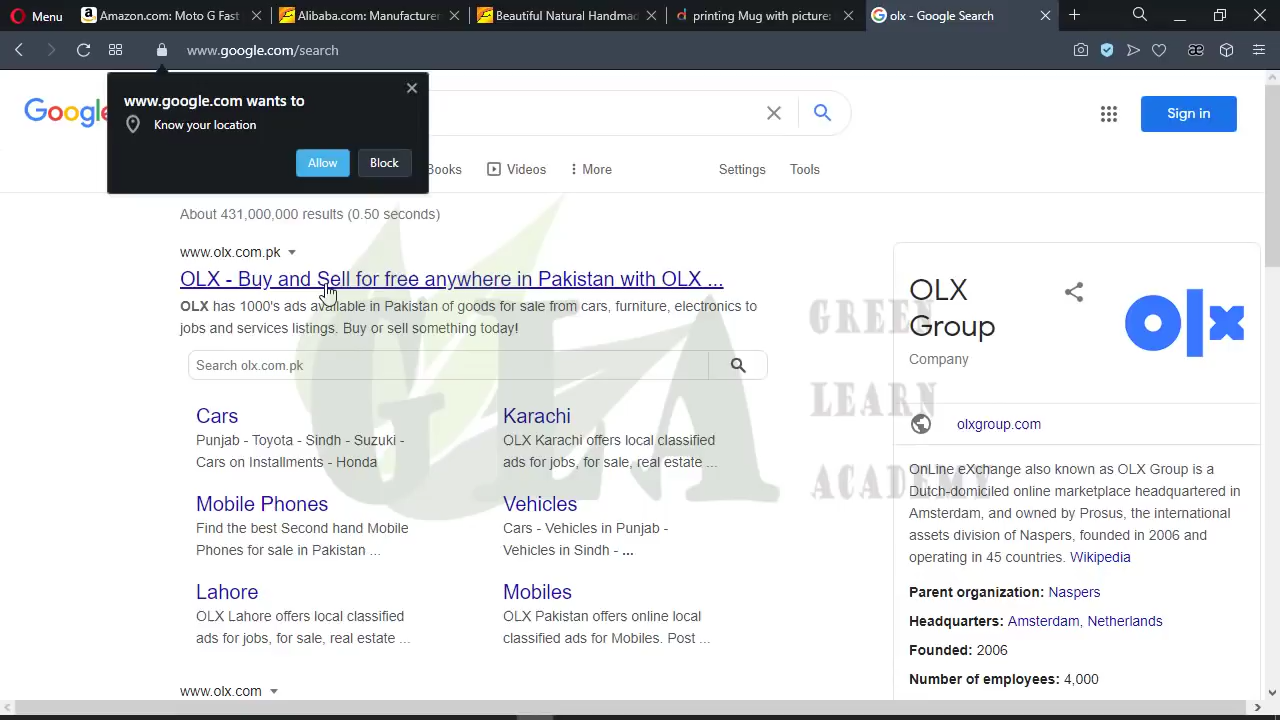 Menu
Amazon.com: Moto G Fast
Alibaba.com: Manufacturer
Beautiful Natural Handmad
printing Mug with picture:
olx - Google Search
www.google.com/search
www.google.com wants to
Know your location
Allow
Block
Google
Sign in
Books
Videos
More
Settings
Tools
About 431,000,000 results (0.50 seconds)
www.olx.com.pk
OLX - Buy and Sell for free anywhere in Pakistan with OLX ...
OLX has 1000's ads available in Pakistan of goods for sale from cars, furniture, electronics to
jobs and services listings. Buy or sell something today!
Search olx.com.pk
Cars
Punjab - Toyota - Sindh - Suzuki -
Cars on Installments - Honda
Karachi
OLX Karachi offers local classified
ads for jobs, for sale, real estate ...
Mobile Phones
Find the best Second hand Mobile
Phones for sale in Pakistan ...
Vehicles
Cars - Vehicles in Punjab -
Vehicles in Sindh - ...
Lahore
OLX Lahore offers local classified
ads for jobs, for sale, real estate ...
Mobiles
OLX Pakistan offers online local
classified ads for Mobiles. Post ...
www.olx.com
GLA
GREEN
LEARN
ACADEMY
OLX
Group
Company
olx
olxgroup.com
OnLine eXchange also known as OLX Group is a
Dutch-domiciled online marketplace headquartered in
Amsterdam, and owned by Prosus, the international
assets division of Naspers, founded in 2006 and
operating in 45 countries. Wikipedia
Parent organization: Naspers
Headquarters: Amsterdam, Netherlands
Founded: 2006
Number of employees: 4,000